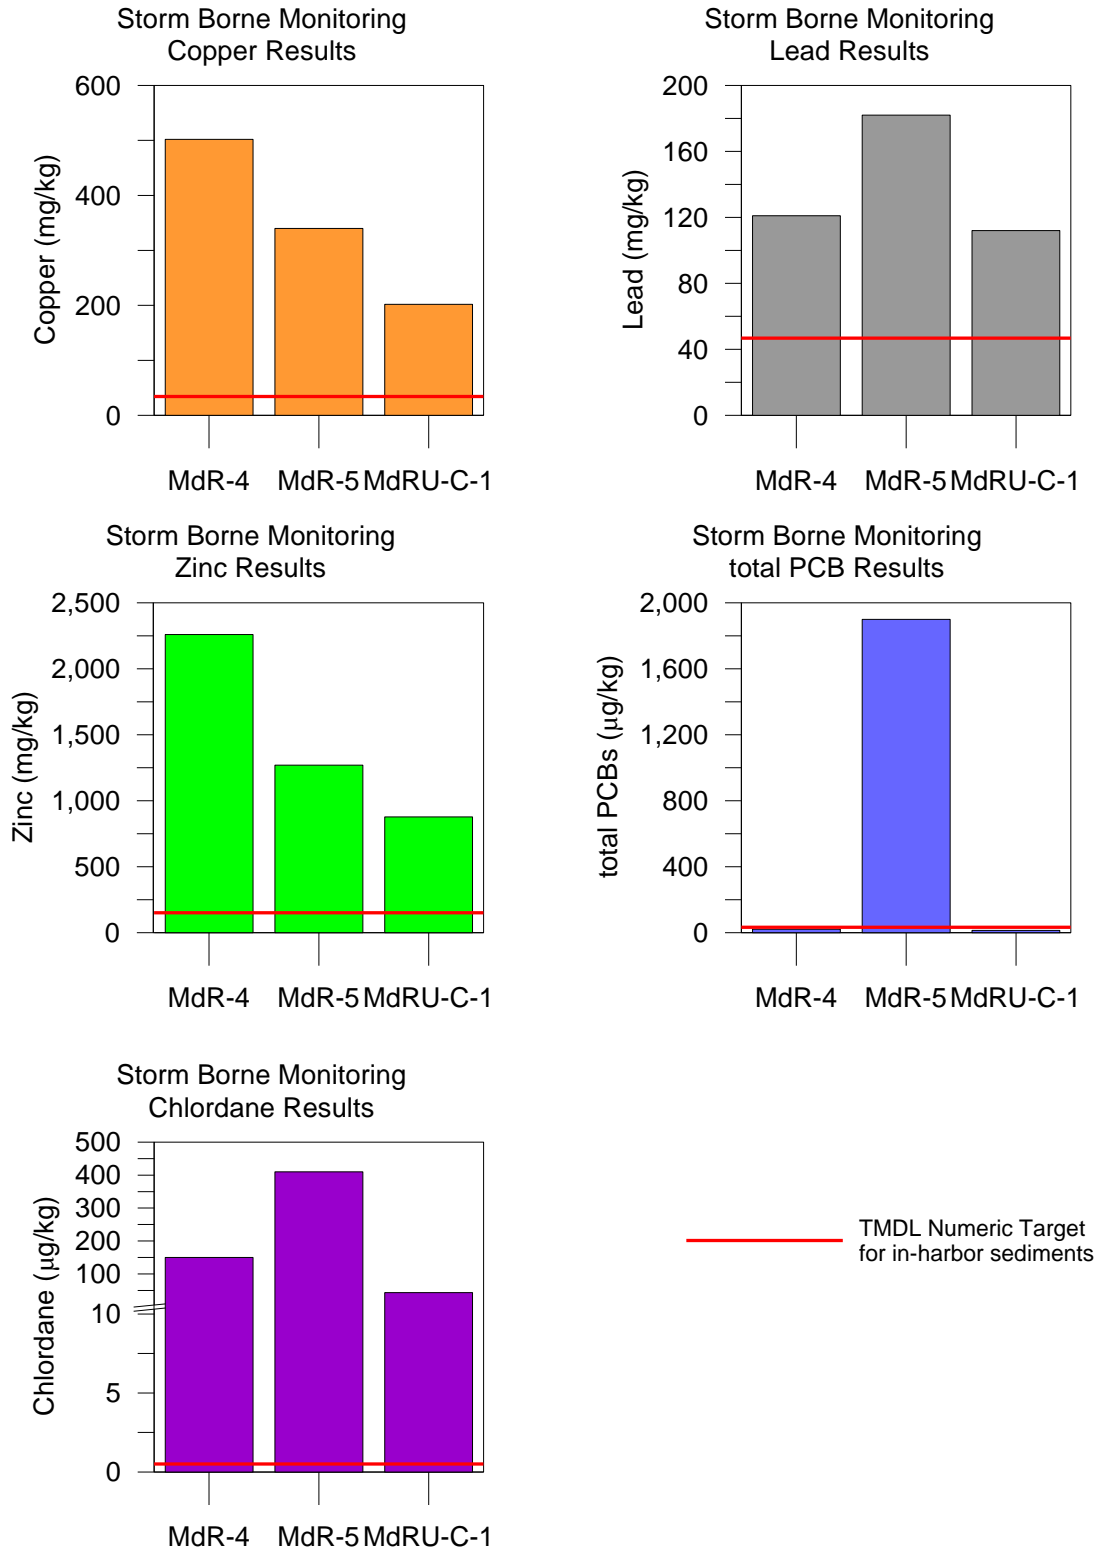 Storm Borne Monitoring
Copper Results
600
400
200
0
Copper (mg/kg)
MdR-4 MdR-5 MdRU-C-1
Storm Borne Monitoring
Lead Results
200
160
120
80
40
0
Lead (mg/kg)
MdR-4 MdR-5 MdRU-C-1
Storm Borne Monitoring
Zinc Results
2,500
2,000
1,500
1,000
500
0
Zinc (mg/kg)
MdR-4 MdR-5 MdRU-C-1
Storm Borne Monitoring
total PCB Results
2,000
1,600
1,200
800
400
0
total PCBs (µg/kg)
MdR-4 MdR-5 MdRU-C-1
Storm Borne Monitoring
Chlordane Results
500
400
300
200
100
10
5
0
Chlordane (µg/kg)
MdR-4 MdR-5 MdRU-C-1
TMDL Numeric Target
for in-harbor sediments